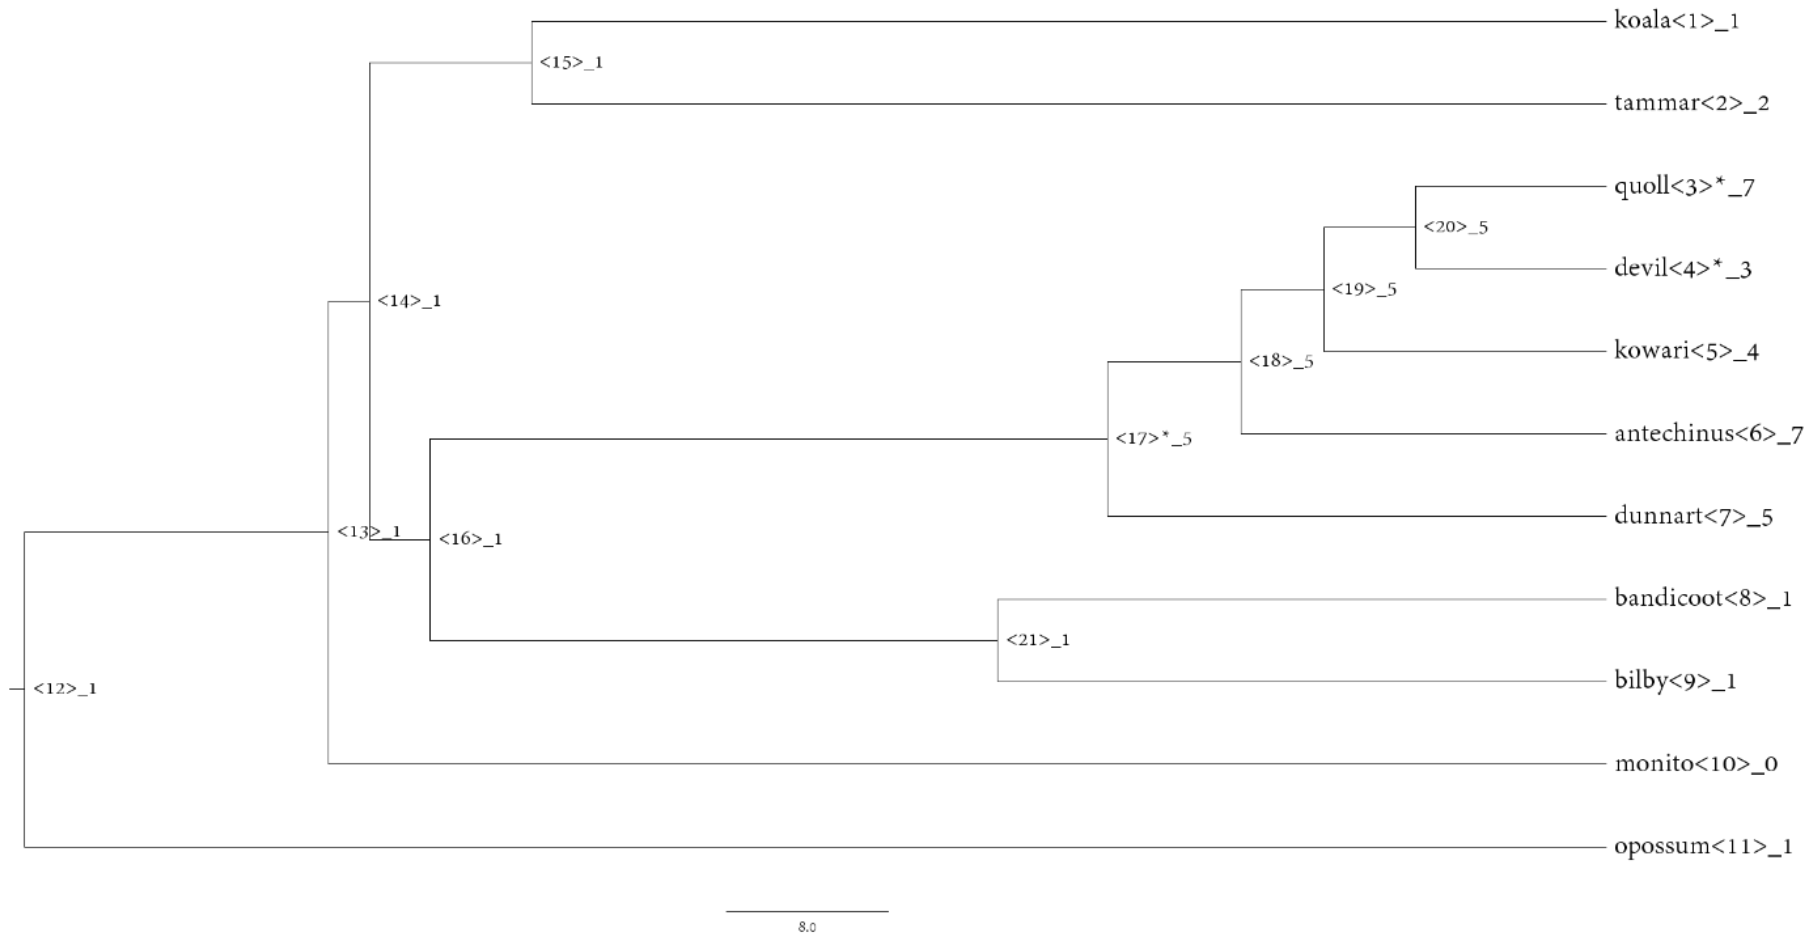 koala<1>_1
<15>_1
tammar<2>_2
quoll<3>*_7
<20>_5
devil<4>*_3
<19>_5
<14>_1
kowari<5>_4
<18>_5
antechinus<6>_7
<17>*_5
dunnart<7>_5
<13>_1
<16>_1
bandicoot<8>_1
<21>_1
bilby<9>_1
<12>_1
monito<10>_0
opossum<11>_1
8.0